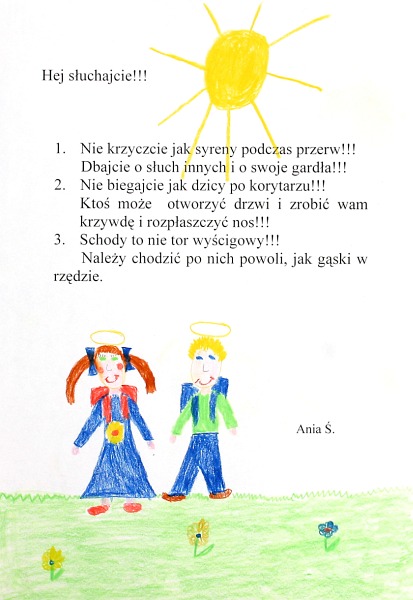 Hej słuchajcie!!!
1. Nie krzyczcie jak syreny podczas przerw!!!
Dbajcie o słuch innych i o swoje gardła!!!
2. Nie biegajcie jak dzicy po korytarzu!!!
Ktoś może otworzyć drzwi i zrobić wam
krzywdę i rozpłaszczyć nos!!!
3. Schody to nie tor wyścigowy!!!
Należy chodzić po nich powoli, jak gąski w
rzędzie.
Ania Ś.